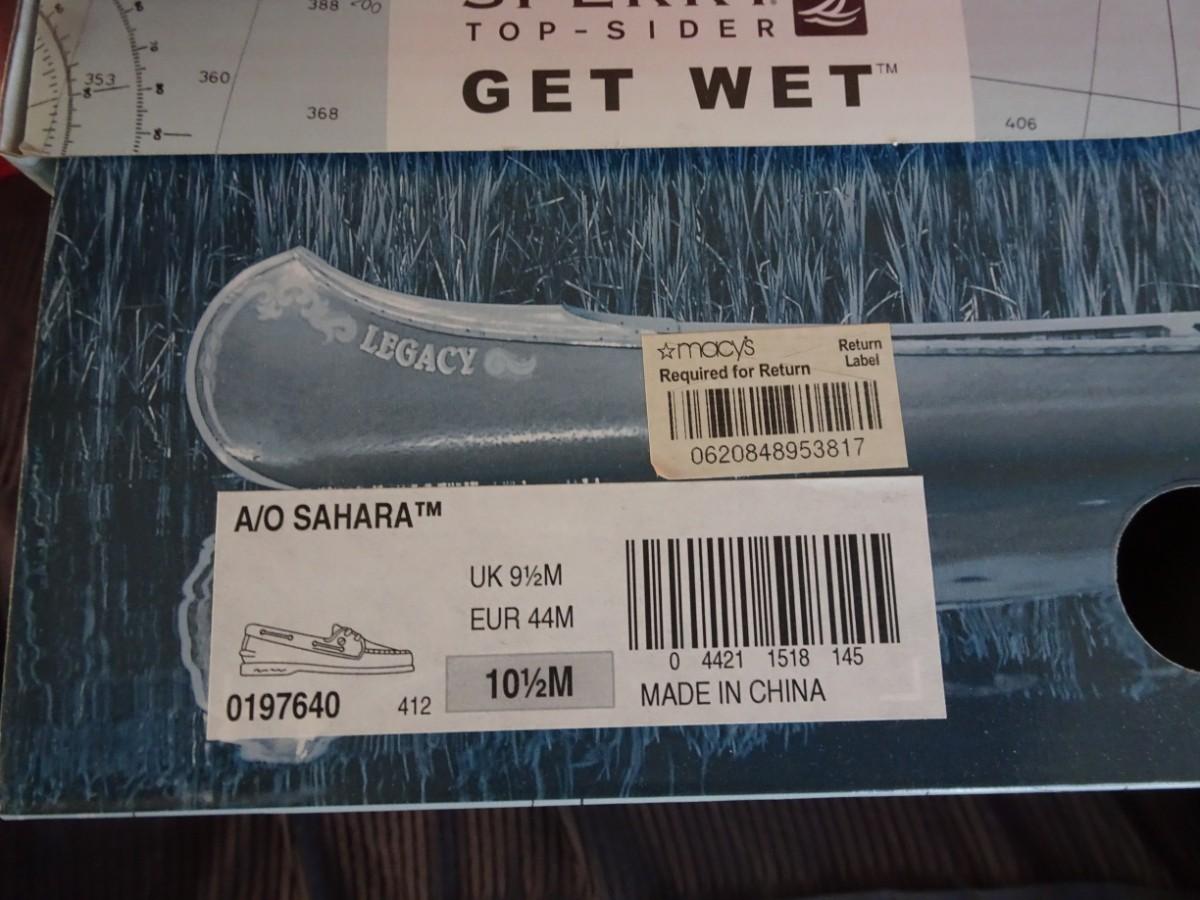 388
SPERRY
TOP-SIDER
GET WET™
353
360
368
406
LEGACY
macy's
Return
Label
Required for Return
0620848953817
A/O SAHARA™
UK 9½M
EUR 44M
10½M
0197640
412
0 4421 1518 145
MADE IN CHINA